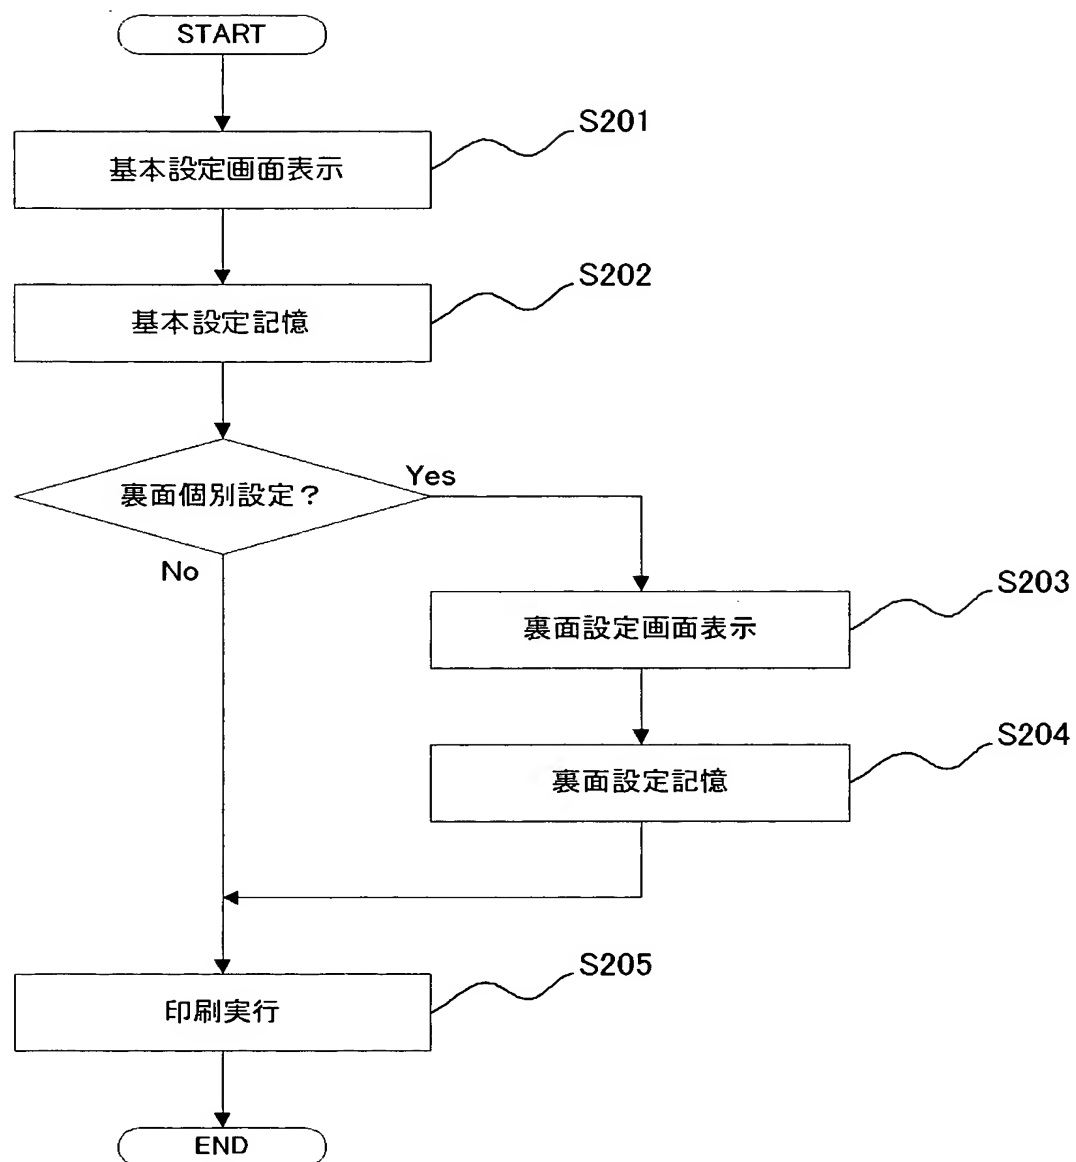 START
S201
基本設定画面表示
S202
基本設定記憶
Yes
裏面個別設定？
No
S203
裏面設定画面表示
S204
裏面設定記憶
S205
印刷実行
END